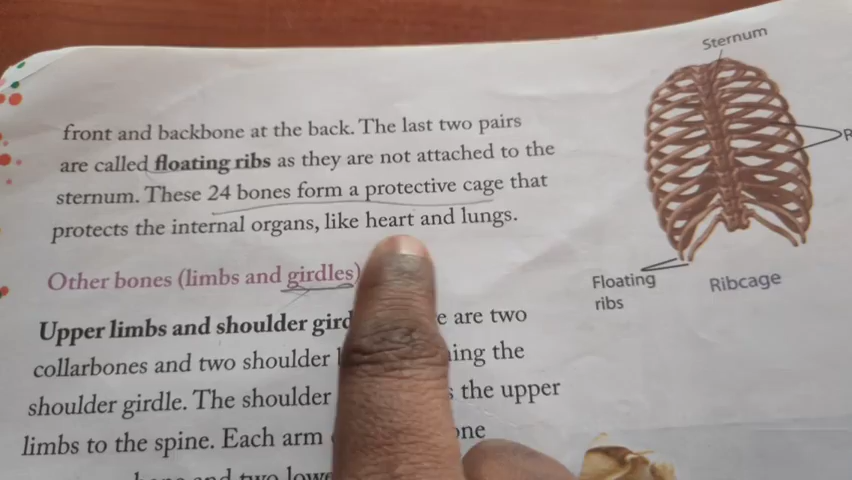 front and backbone at the back. The last two pairs
are called floating ribs as they are not attached to the
sternum. These 24 bones form a protective cage that
protects the internal organs, like heart and lungs.
Other bones (limbs and girdles)
Upper limbs and shoulder are two
collarbones and two shoulder the
shoulder girdle. The shoulder the upper
limbs to the spine. Each arm
and two
Sternum
Floating
ribs
Ribcage